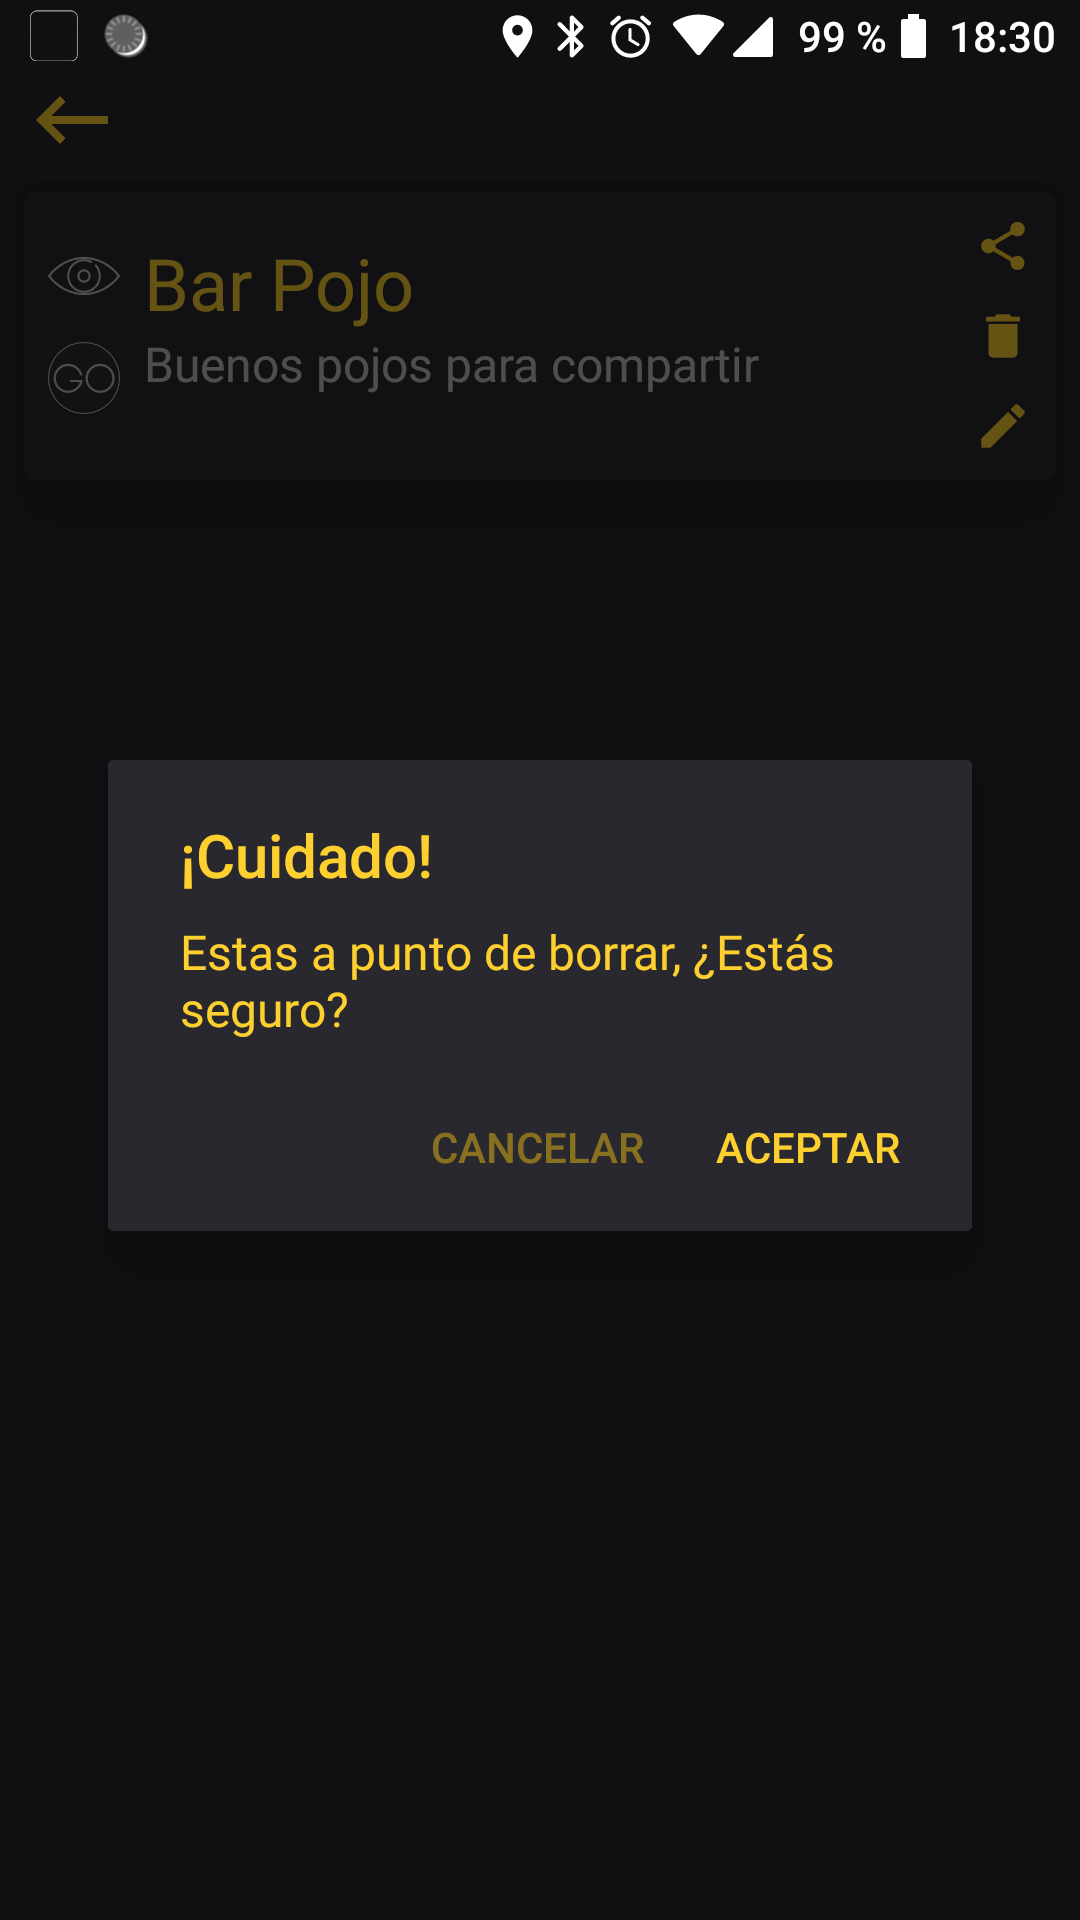 99 % 18:30
Bar Pojo
Buenos pojos para compartir
GO
¡Cuidado!
Estas a punto de borrar, ¿Estás
seguro?
CANCELAR ACEPTAR